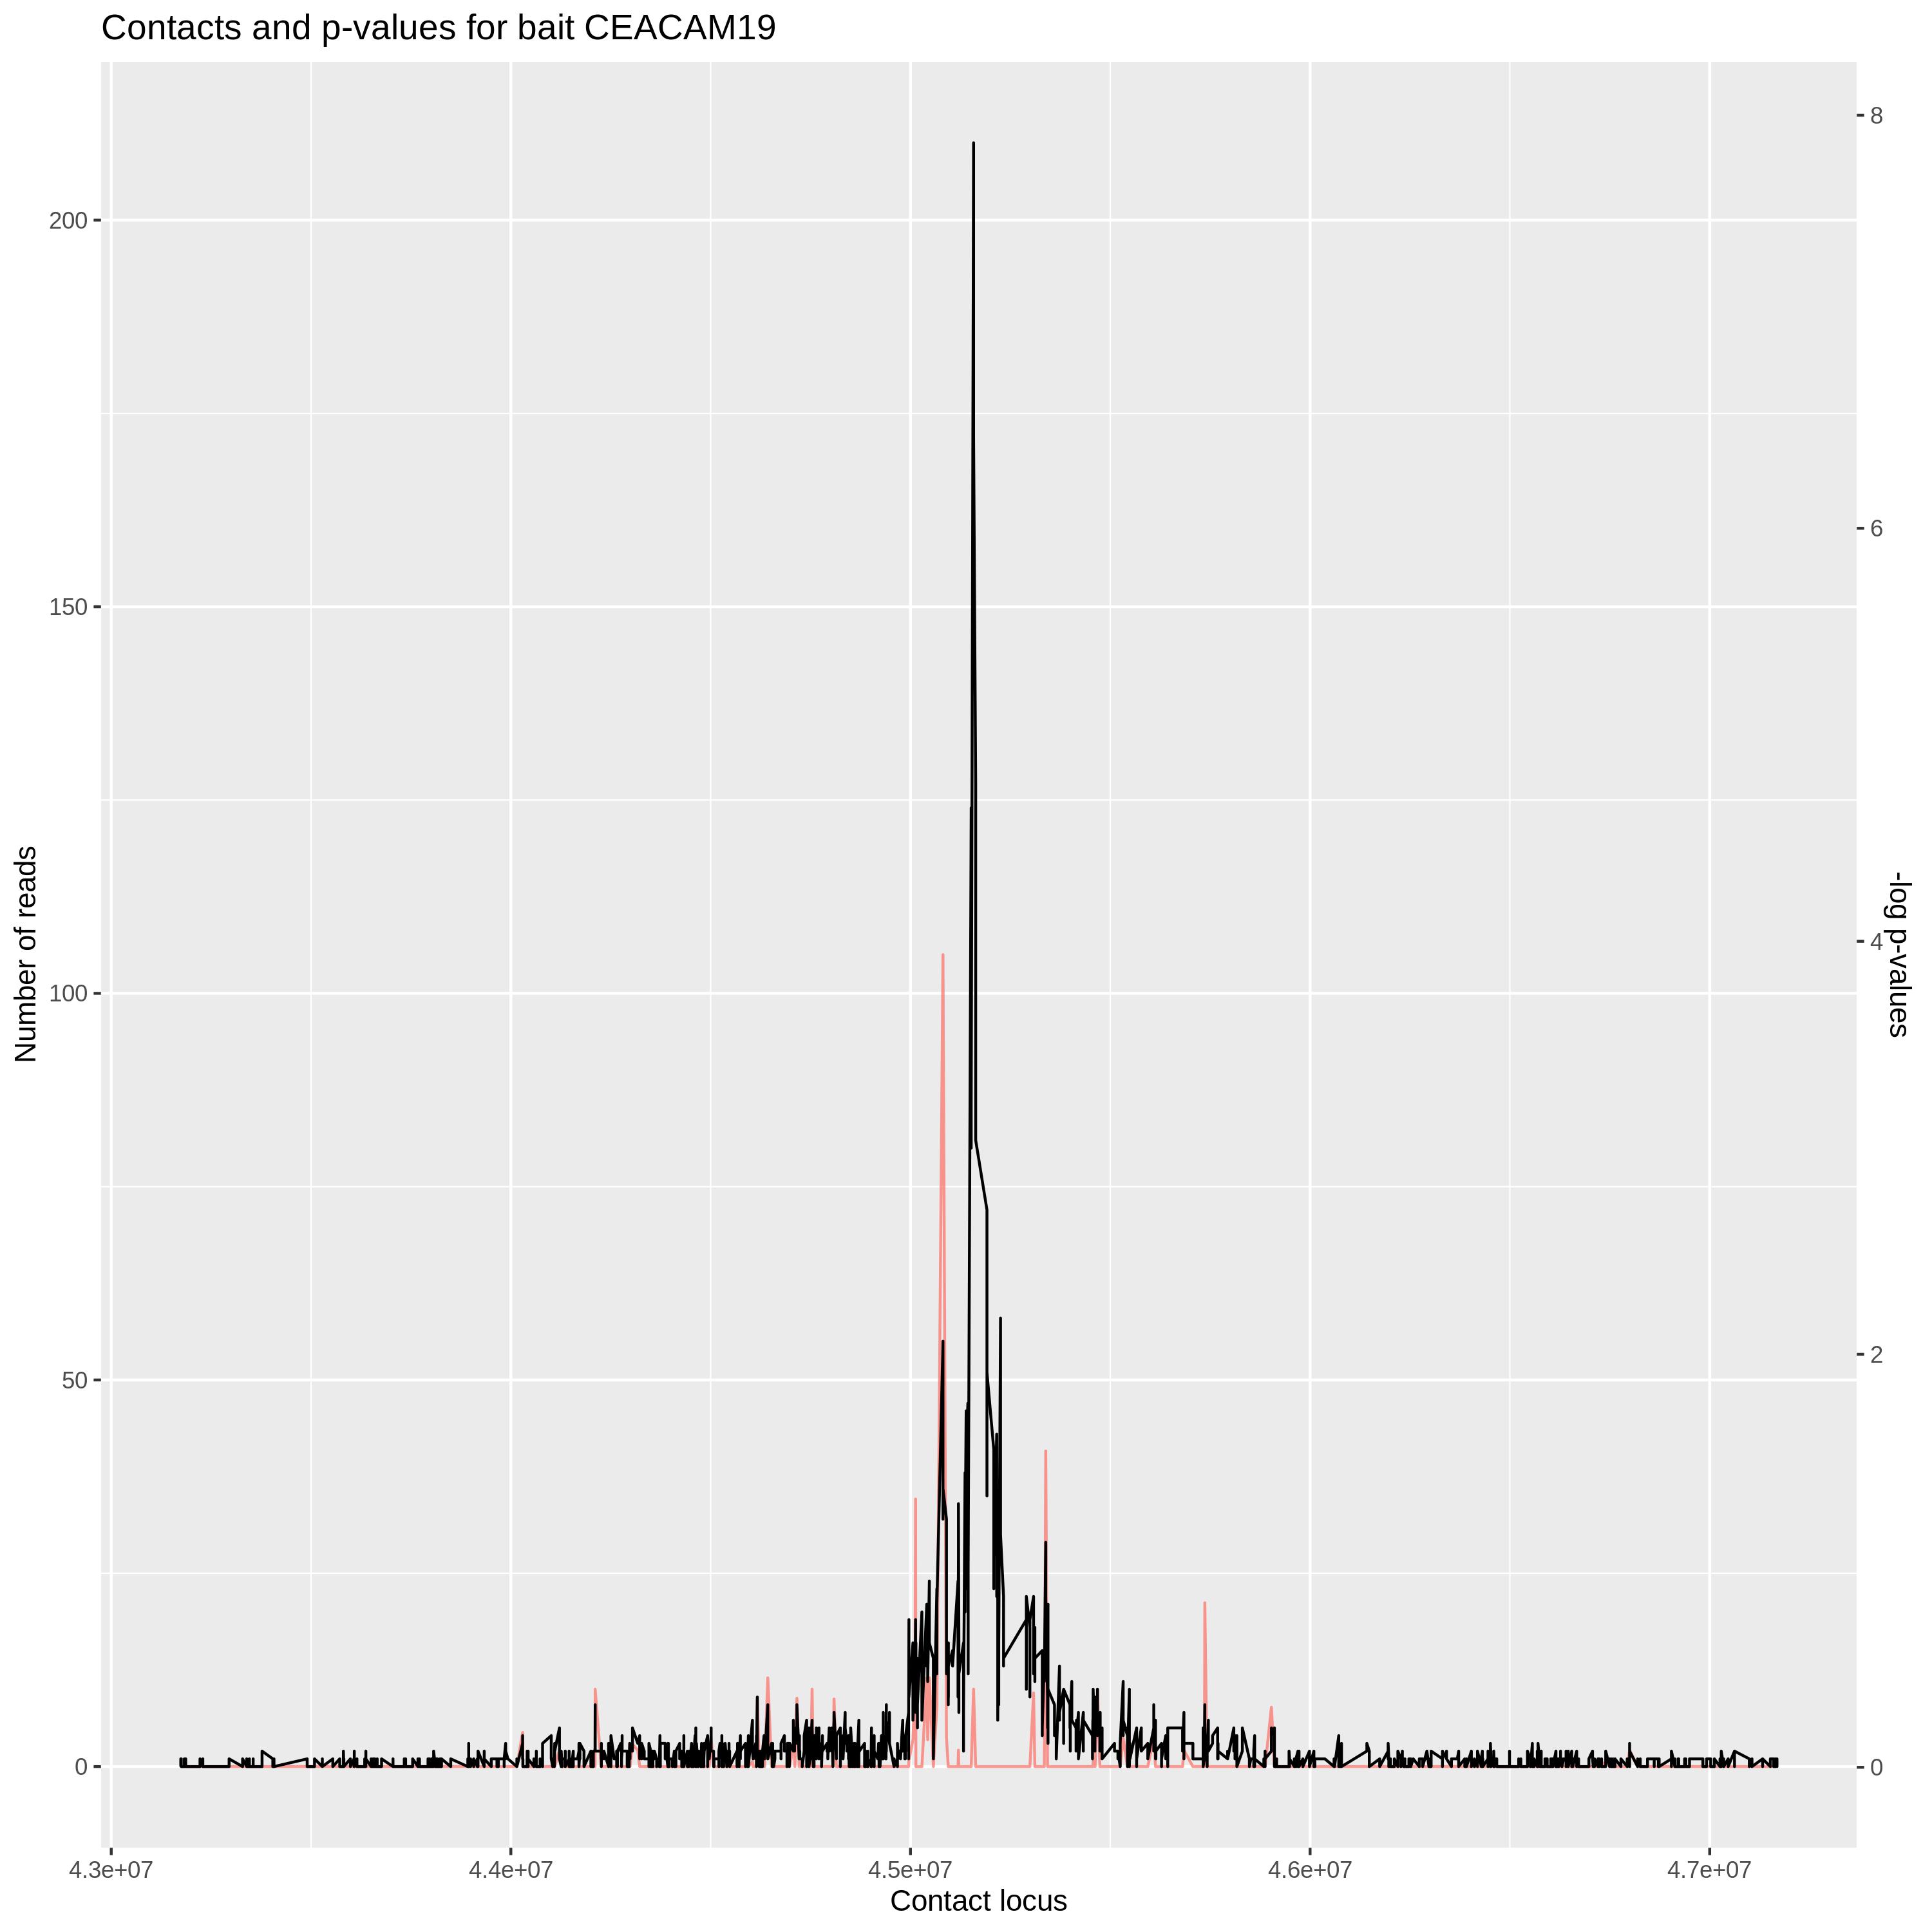 Contacts and p-values for bait CEACAM19
Number of reads
200
150
100
50
0
8
6
4
2
0
-log p-values
4.3e+07 4.4e+07 4.5e+07 4.6e+07 4.7e+07
Contact locus